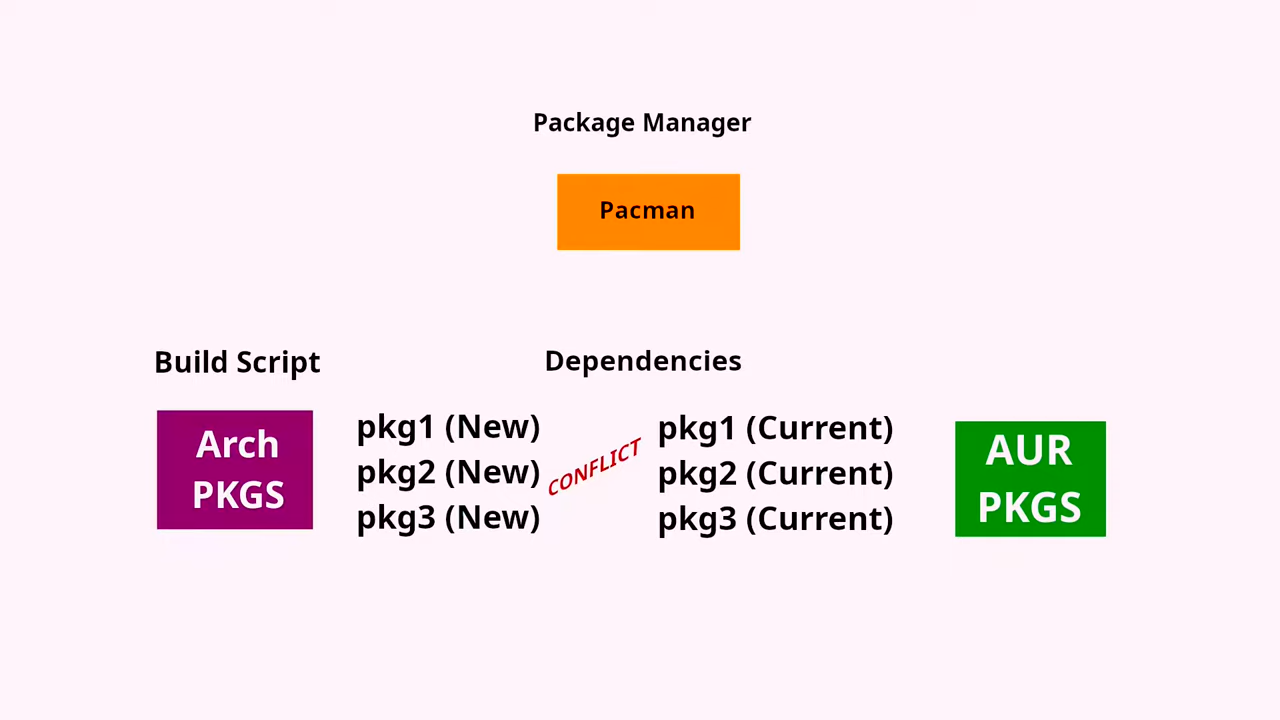 Package Manager
Pacman
Build Script
Dependencies
Arch
PKGS
pkg1 (New)
pkg2 (New)
pkg3 (New)
CONFLICT
pkg1 (Current)
pkg2 (Current)
pkg3 (Current)
AUR
PKGS